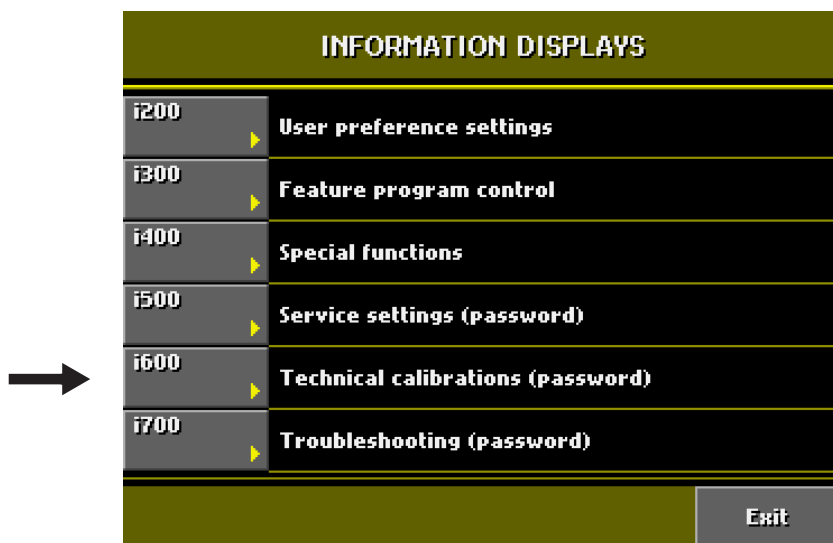 INFORMATION DISPLAYS
i200 User preference settings
i300 Feature program control
i400 Special functions
i500 Service settings (password)
i600 Technical calibrations (password)
i700 Troubleshooting (password)
Exit